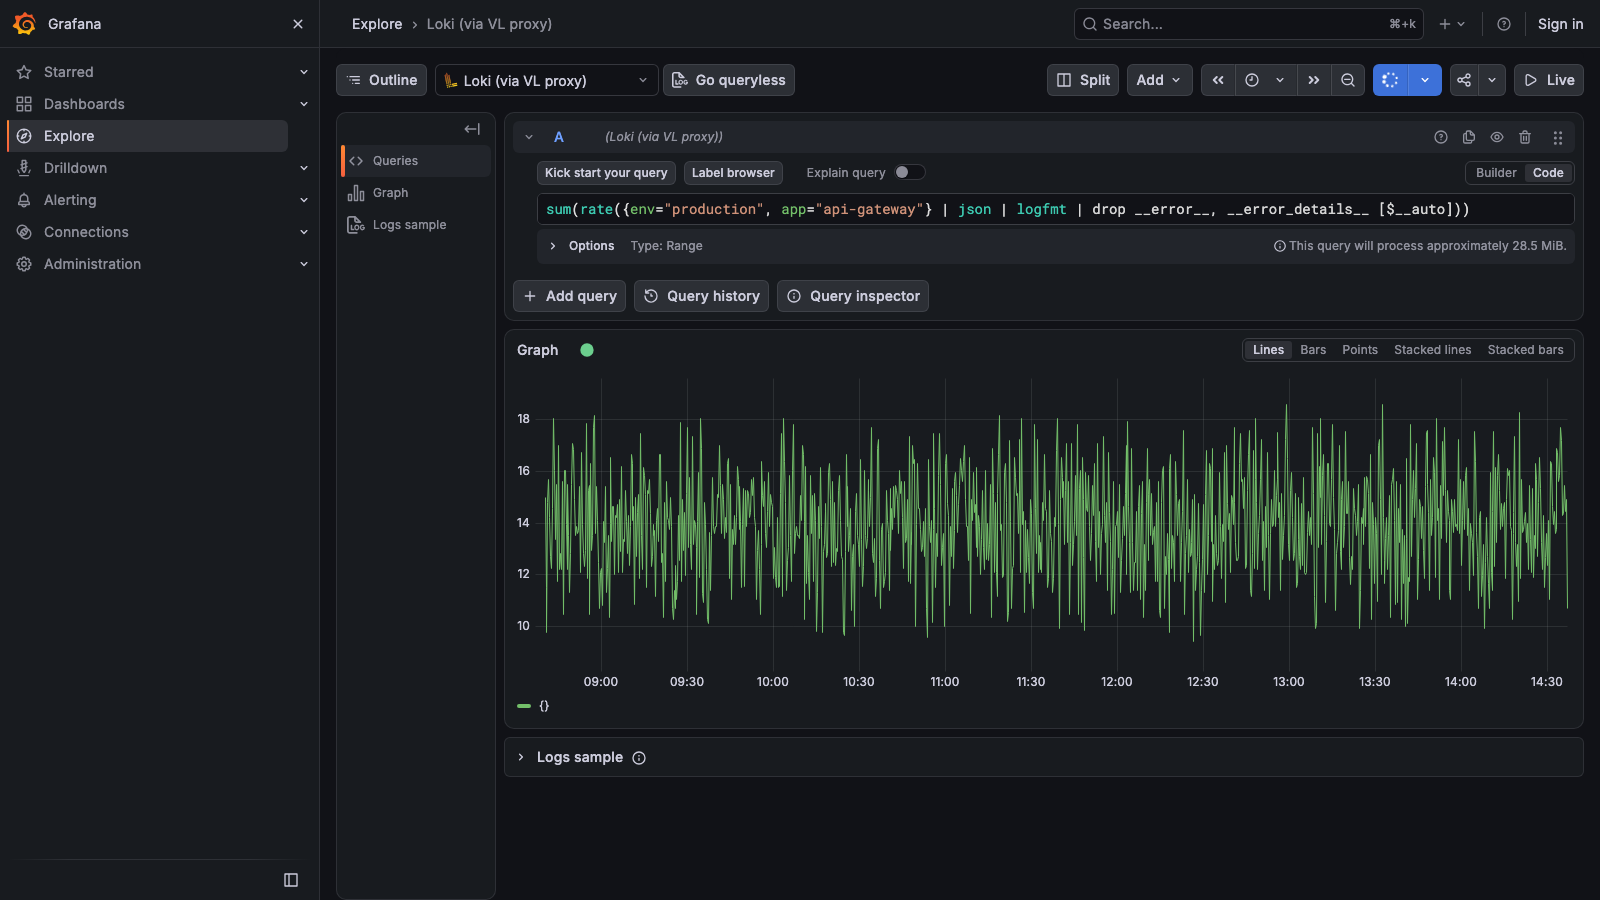 Grafana
Explore › Loki (via VL proxy)
Search...
⌘+k
Sign in
Starred
Dashboards
Explore
Drilldown
Alerting
Connections
Administration
Outline
Loki (via VL proxy)
Go queryless
Split
Add
Live
Queries
Graph
Logs sample
A
(Loki (via VL proxy))
Kick start your query
Label browser
Explain query
Builder
Code
sum(rate({env="production", app="api-gateway"} | json | logfmt | drop __error__, __error_details__ [$__auto]))
Options
Type: Range
This query will process approximately 28.5 MiB.
Add query
Query history
Query inspector
Graph
Lines
Bars
Points
Stacked lines
Stacked bars
18
16
14
12
10
09:00
09:30
10:00
10:30
11:00
11:30
12:00
12:30
13:00
13:30
14:00
14:30
{}
Logs sample